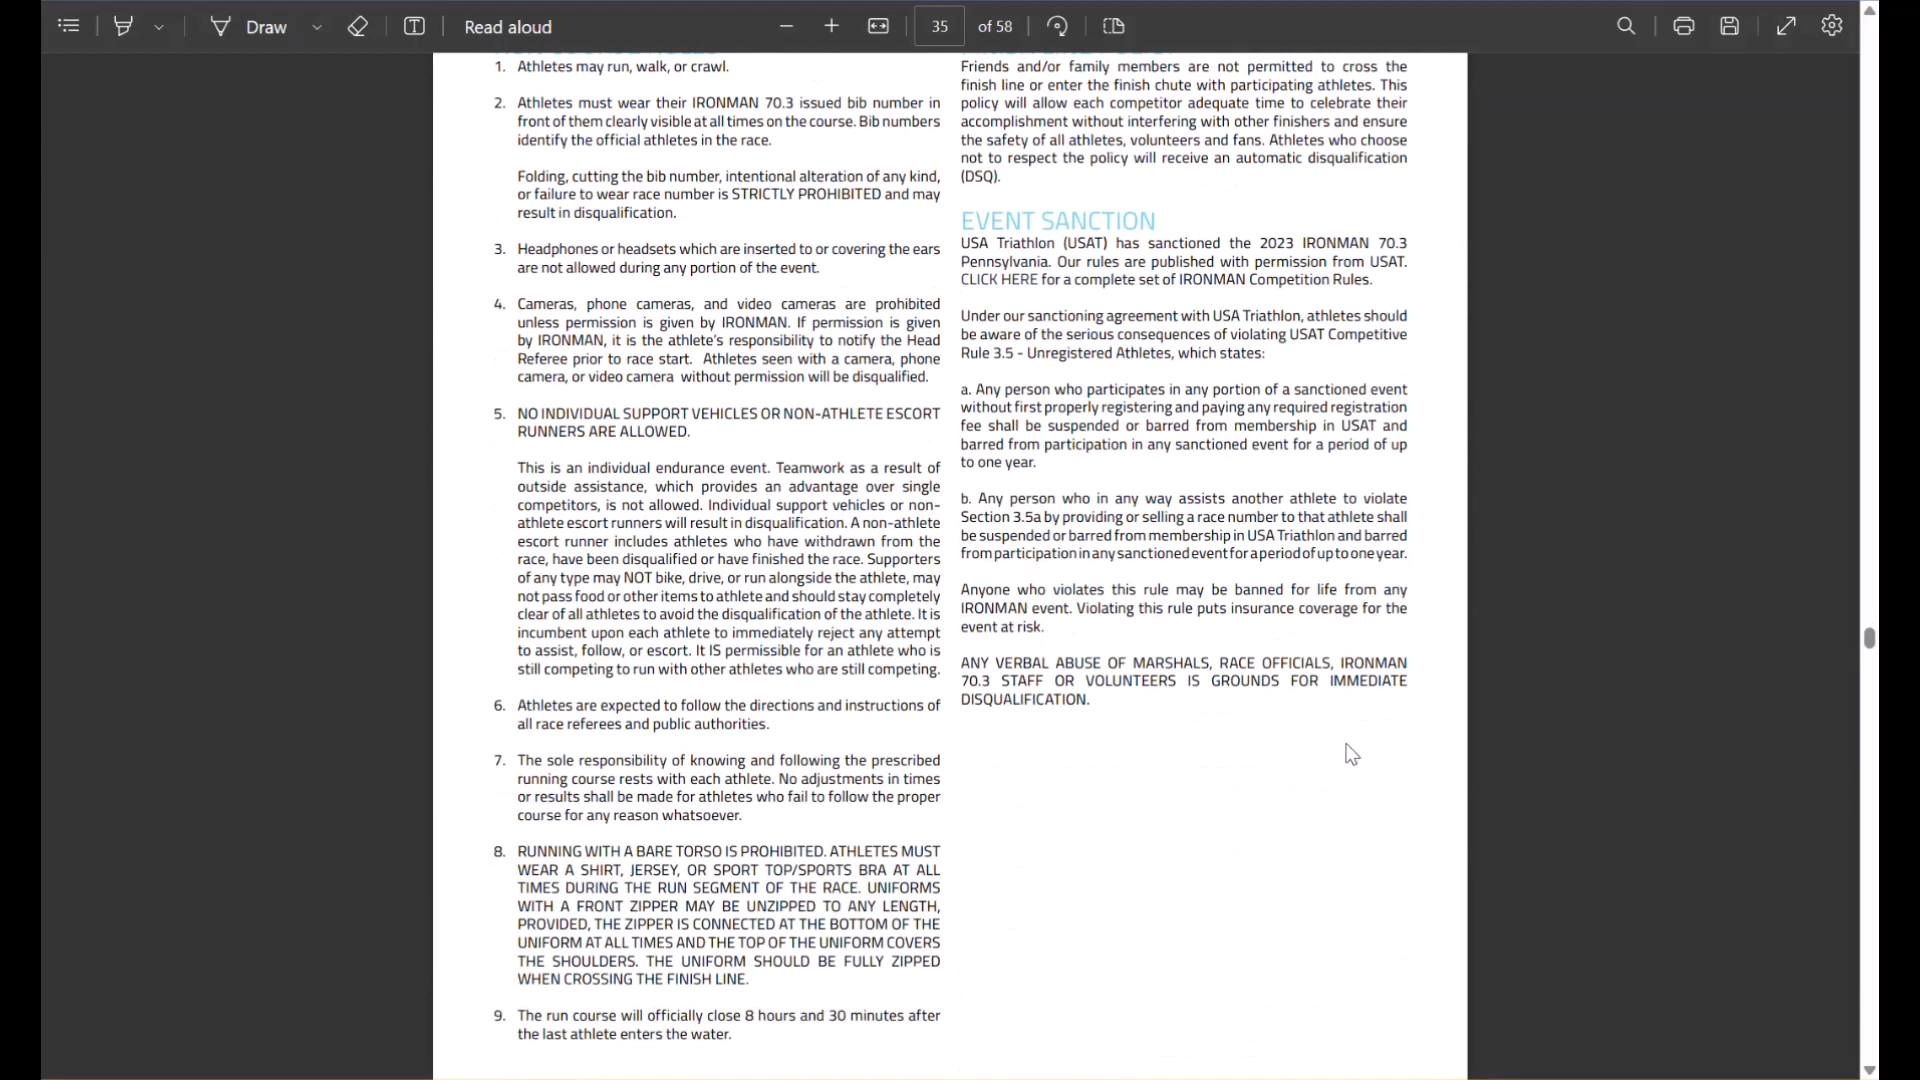 Draw
Read aloud
35
of 58
1. Athletes may run, walk, or crawl.
2. Athletes must wear their IRONMAN 70.3 issued bib number in
front of them clearly visible at all times on the course. Bib numbers
identify the official athletes in the race.
Folding, cutting the bib number, intentional alteration of any kind,
or failure to wear race number is STRICTLY PROHIBITED and may
result in disqualification.
3. Headphones or headsets which are inserted to or covering the ears
are not allowed during any portion of the event.
4. Cameras, phone cameras, and video cameras are prohibited
unless permission is given by IRONMAN. If permission is given
by IRONMAN, it is the athlete's responsibility to notify the Head
Referee prior to race start. Athletes seen with a camera, phone
camera, or video camera without permission will be disqualified.
5. NO INDIVIDUAL SUPPORT VEHICLES OR NON-ATHLETE ESCORT
RUNNERS ARE ALLOWED.
This is an individual endurance event. Teamwork as a result of
outside assistance, which provides an advantage over single
competitors, is not allowed. Individual support vehicles or non-
athlete escort runners will result in disqualification. A non-athlete
escort runner includes athletes who have withdrawn from the
race, have been disqualified or have finished the race. Supporters
of any type may NOT bike, drive, or run alongside the athlete, may
not pass food or other items to athlete and should stay completely
clear of all athletes to avoid the disqualification of the athlete. It is
incumbent upon each athlete to immediately reject any attempt
to assist, follow, or escort. It IS permissible for an athlete who is
still competing to run with other athletes who are still competing.
6. Athletes are expected to follow the directions and instructions of
all race referees and public authorities.
7. The sole responsibility of knowing and following the prescribed
running course rests with each athlete. No adjustments in times
or results shall be made for athletes who fail to follow the proper
course for any reason whatsoever.
8. RUNNING WITH A BARE TORSO IS PROHIBITED. ATHLETES MUST
WEAR A SHIRT, JERSEY, OR SPORT TOP/SPORTS BRA AT ALL
TIMES DURING THE RUN SEGMENT OF THE RACE. UNIFORMS
WITH A FRONT ZIPPER MAY BE UNZIPPED TO ANY LENGTH,
PROVIDED, THE ZIPPER IS CONNECTED AT THE BOTTOM OF THE
UNIFORM AT ALL TIMES AND THE TOP OF THE UNIFORM COVERS
THE SHOULDERS. THE UNIFORM SHOULD BE FULLY ZIPPED
WHEN CROSSING THE FINISH LINE.
9. The run course will officially close 8 hours and 30 minutes after
the last athlete enters the water.
Friends and/or family members are not permitted to cross the
finish line or enter the finish chute with participating athletes. This
policy will allow each competitor adequate time to celebrate their
accomplishment without interfering with other finishers and ensure
the safety of all athletes, volunteers and fans. Athletes who choose
not to respect the policy will receive an automatic disqualification
(DSQ).
EVENT SANCTION
USA Triathlon (USAT) has sanctioned the 2023 IRONMAN 70.3
Pennsylvania. Our rules are published with permission from USAT.
CLICK HERE for a complete set of IRONMAN Competition Rules.
Under our sanctioning agreement with USA Triathlon, athletes should
be aware of the serious consequences of violating USAT Competitive
Rule 3.5 - Unregistered Athletes, which states:
a. Any person who participates in any portion of a sanctioned event
without first properly registering and paying any required registration
fee shall be suspended or barred from membership in USAT and
barred from participation in any sanctioned event for a period of up
to one year.
b. Any person who in any way assists another athlete to violate
Section 3.5a by providing or selling a race number to that athlete shall
be suspended or barred from membership in USA Triathlon and barred
from participation in any sanctioned event for a period of up to one year.
Anyone who violates this rule may be banned for life from any
IRONMAN event. Violating this rule puts insurance coverage for the
event at risk.
ANY VERBAL ABUSE OF MARSHALS, RACE OFFICIALS, IRONMAN
70.3 STAFF OR VOLUNTEERS IS GROUNDS FOR IMMEDIATE
DISQUALIFICATION.